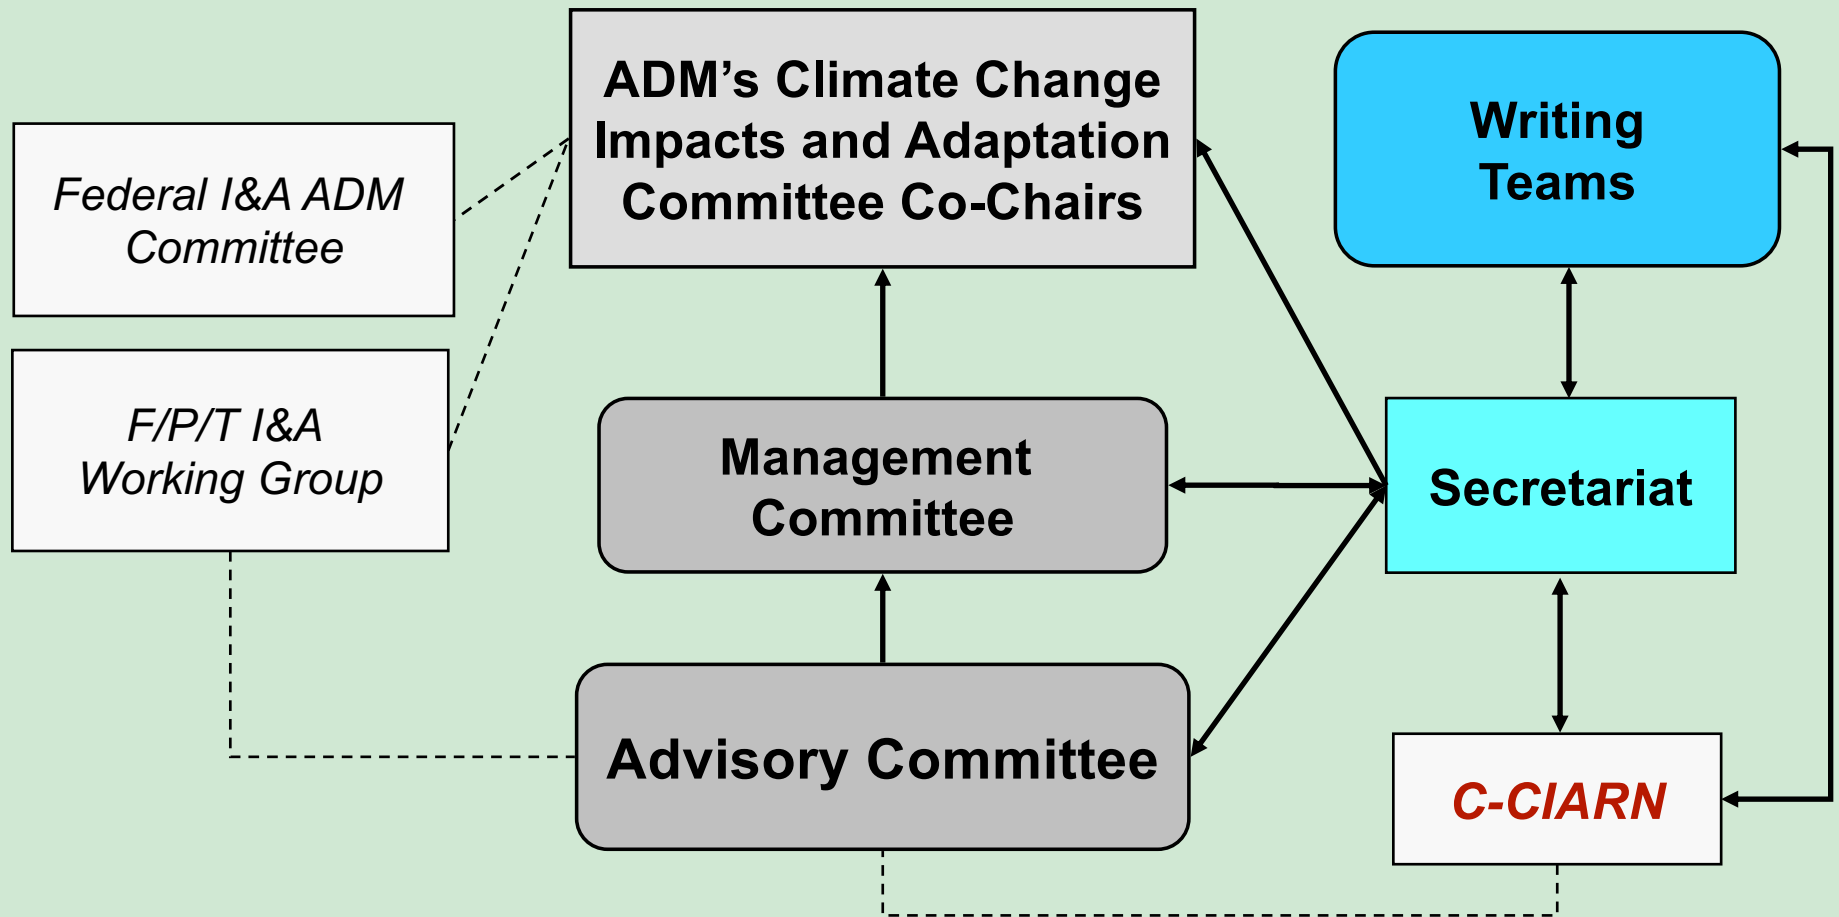 ADM’s Climate Change
Impacts and Adaptation
Committee Co-Chairs
Writing
Teams
Federal I&A ADM
Committee
F/P/T I&A
Working Group
Management
Committee
Secretariat
Advisory Committee
C-CIARN